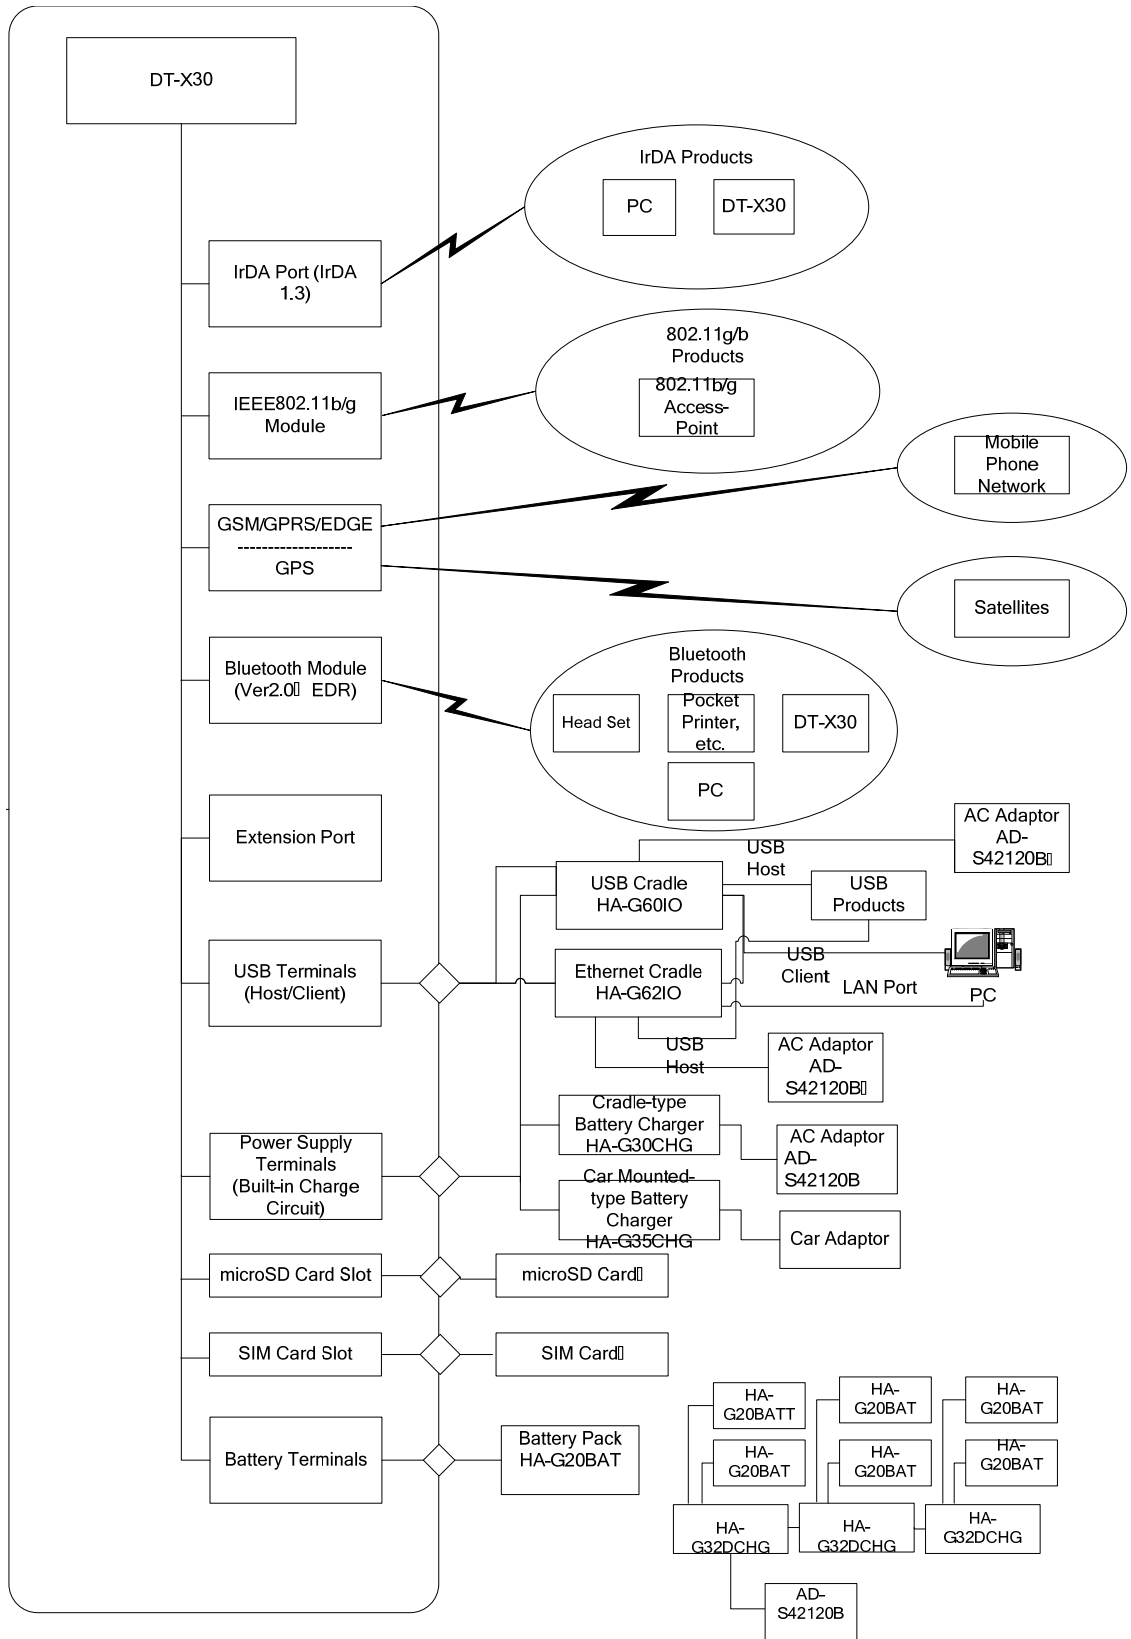 DT-X30
IrDA Products
PC
DT-X30
IrDA Port (IrDA
1.3)
802.11g/b
Products
802.11b/g
Access-
Point
IEEE802.11b/g
Module
Mobile
Phone
Network
GSM/GPRS/EDGE
--------------------
GPS
Satellites
Bluetooth Module
(Ver2.0▯ EDR)
Bluetooth
Products
Head Set
Pocket
Printer,
etc.
DT-X30
PC
Extension Port
AC Adaptor
AD-
S42120B▯
USB
Host
USB Cradle
HA-G60IO
USB
Products
USB Terminals
(Host/Client)
Ethernet Cradle
HA-G62IO
USB
Client
LAN Port
PC
USB
Host
AC Adaptor
AD-
S42120B▯
Cradle-type
Battery Charger
HA-G30CHG
AC Adaptor
AD-
S42120B
Power Supply
Terminals
(Built-in Charge
Circuit)
Car Mounted-
type Battery
Charger
HA-G35CHG
Car Adaptor
microSD Card Slot
microSD Card▯
SIM Card Slot
SIM Card▯
Battery Terminals
Battery Pack
HA-G20BAT
HA-
G20BATT
HA-
G20BAT
HA-
G20BAT
HA-
G20BAT
HA-
G20BAT
HA-
G20BAT
HA-
G32DCHG
HA-
G32DCHG
HA-
G32DCHG
AD-
S42120B